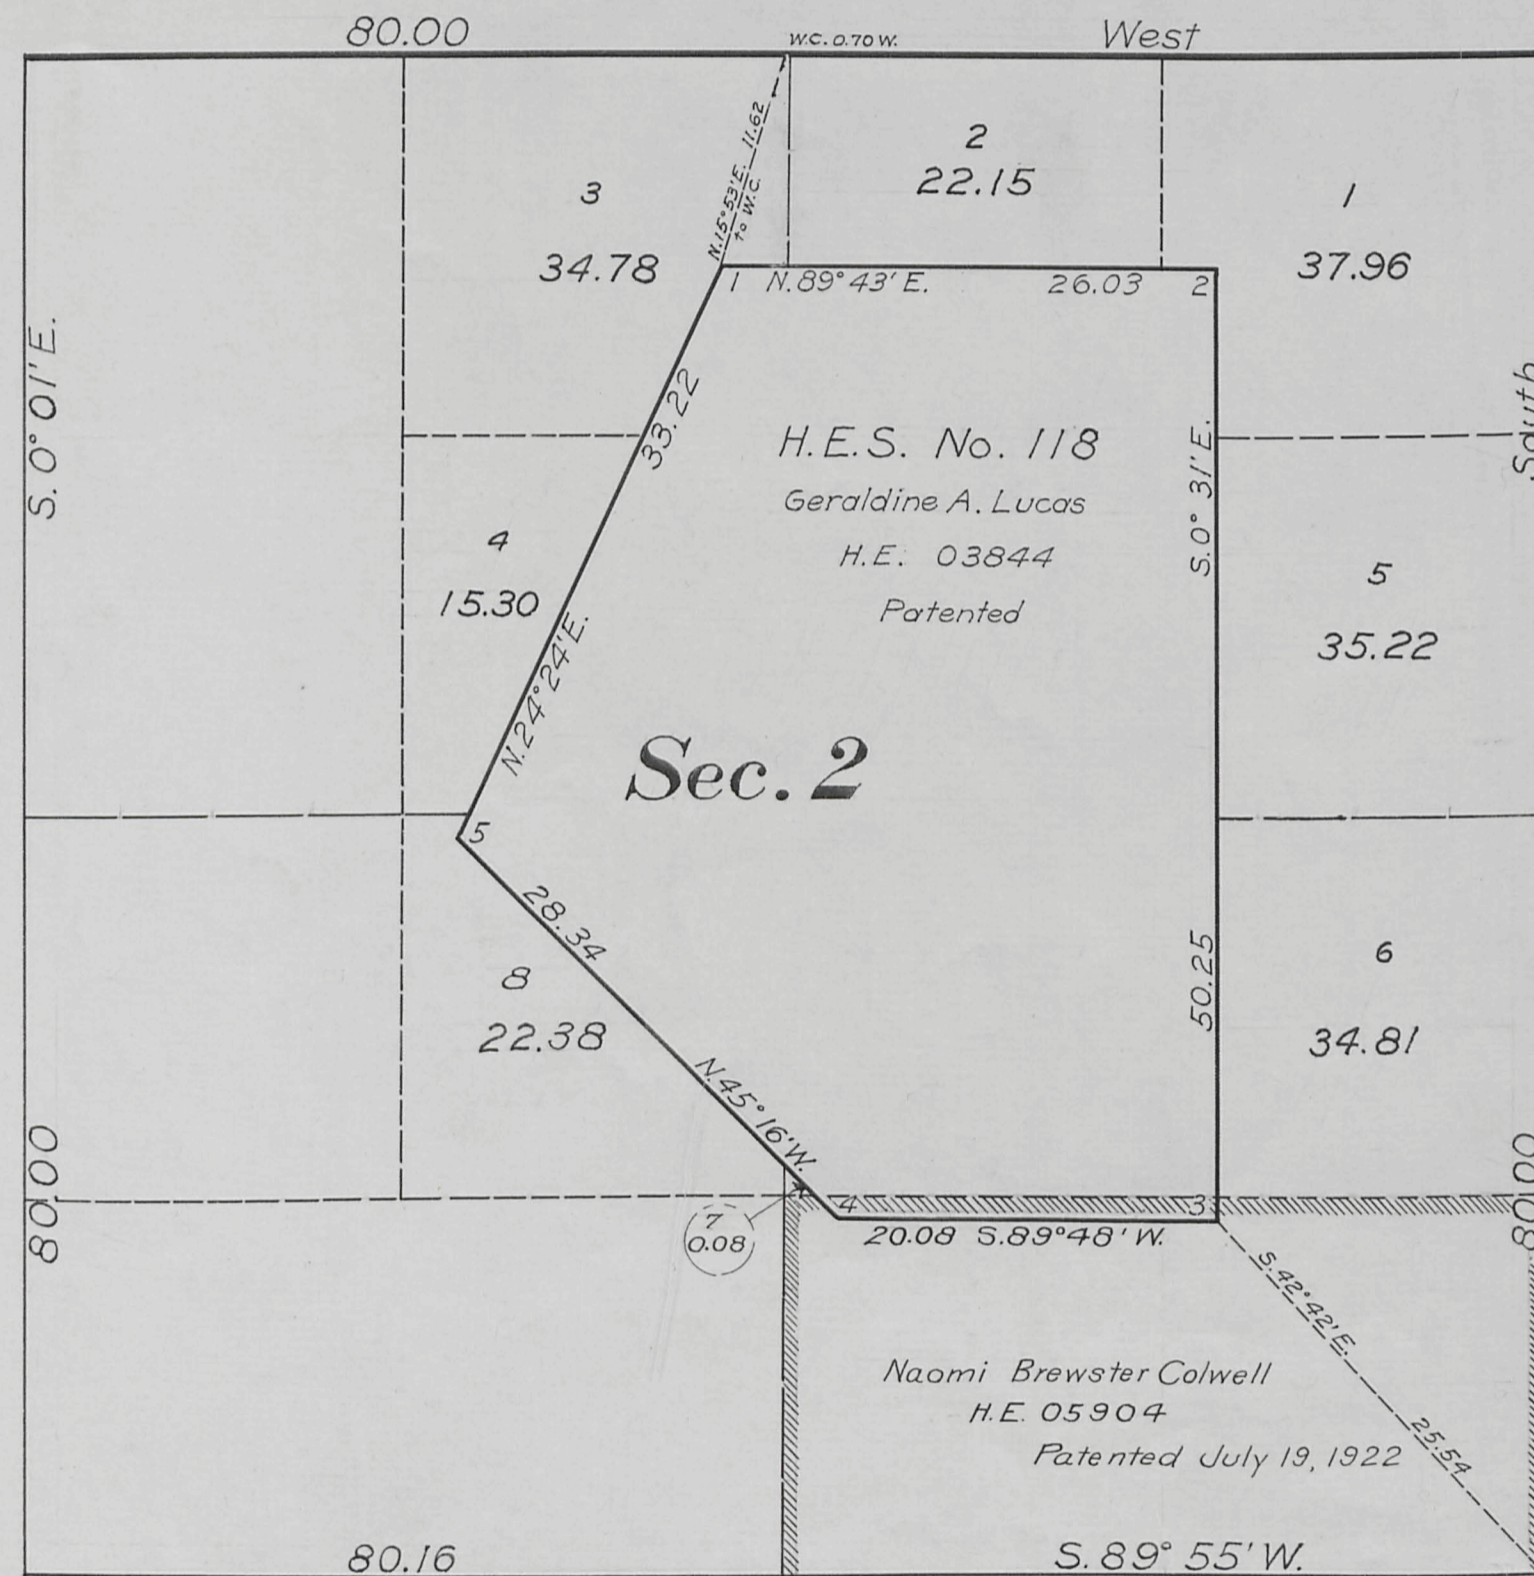 80.00
W.C. 0.70 W.
West
N.15°53'E. 11.62
to W.C.
2
22.15
3
34.78
1
37.96
1
N.89°43'E.
26.03
2
S.0°01'E.
South
33.22
H.E.S. No. 118
Geraldine A. Lucas
H.E. 03844
Patented
S.0°31'E.
4
15.30
5
35.22
N.24°24'E.
Sec. 2
5
28.34
8
22.38
50.25
6
34.81
N.45°16'W.
80.00
80.00
7
0.08
4
3
20.08 S.89°48'W.
S.42°42'E.
25.54
Naomi Brewster Colwell
H.E. 05904
Patented July 19, 1922
80.16
S.89°55'W.